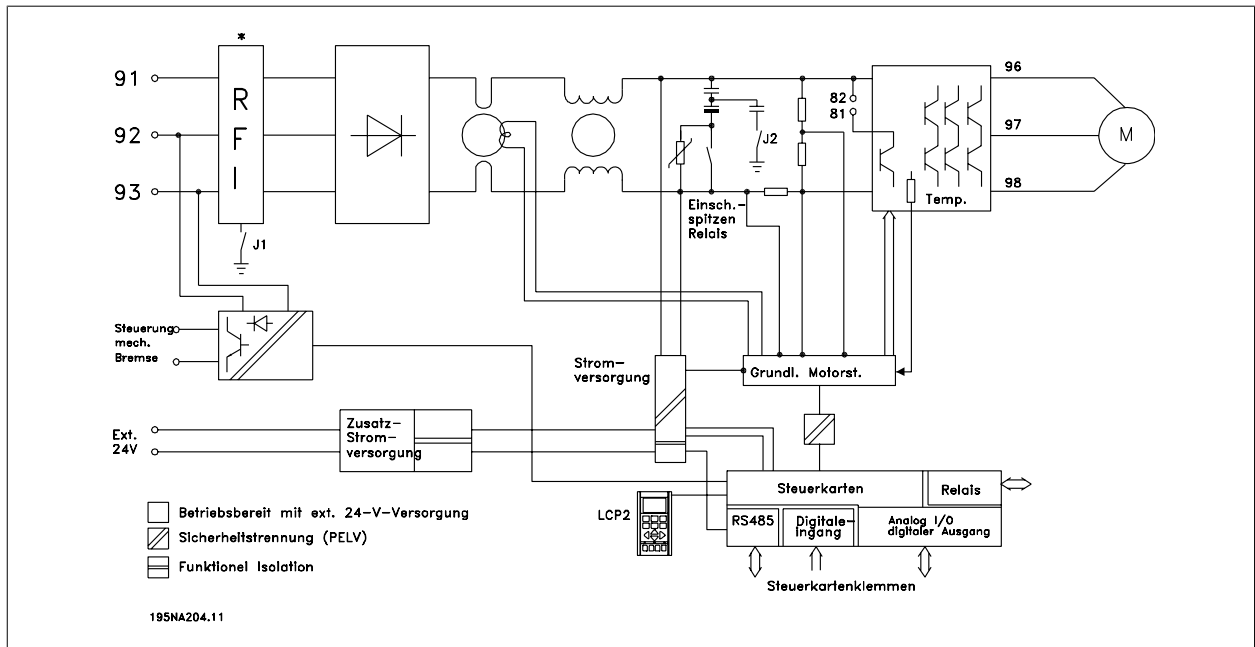 *
91
92
93
R
F
I
J1
J2
82
81
96
97
98
M
Temp.
Einsch.-
spitzen
Relais
Steuerung
mech.
Bremse
Strom-
versorgung
Grundl. Motorst.
Ext.
24V
Zusatz-
Strom-
versorgung
Steuerkarten
Relais
LCP2
RS485
Digitale-
ingang
Analog I/O
digitaler Ausgang
Steuerkartenklemmen
Betriebsbereit mit ext. 24-V-Versorgung
Sicherheitstrennung (PELV)
Funktionel Isolation
195NA204.11